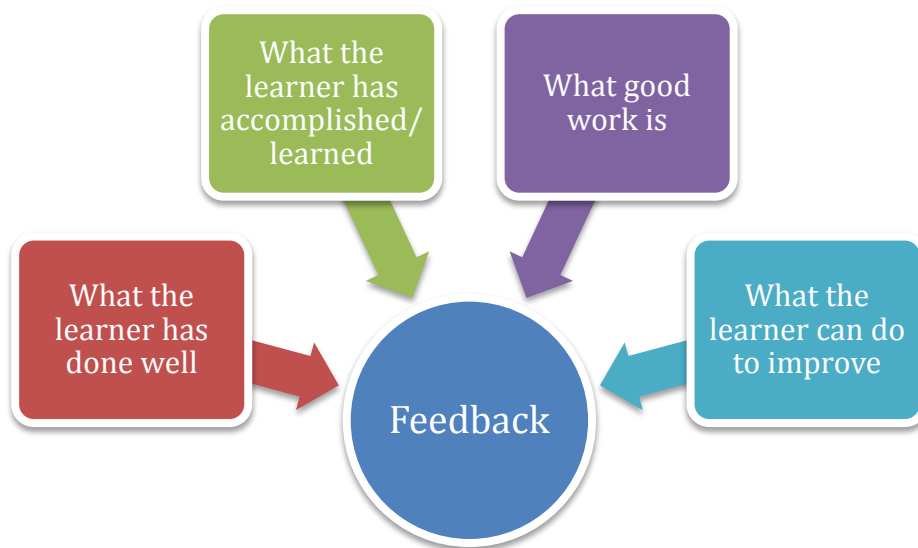 What the
learner has
accomplished/
learned
What good
work is
What the
learner has
done well
What the
learner can do
to improve
Feedback